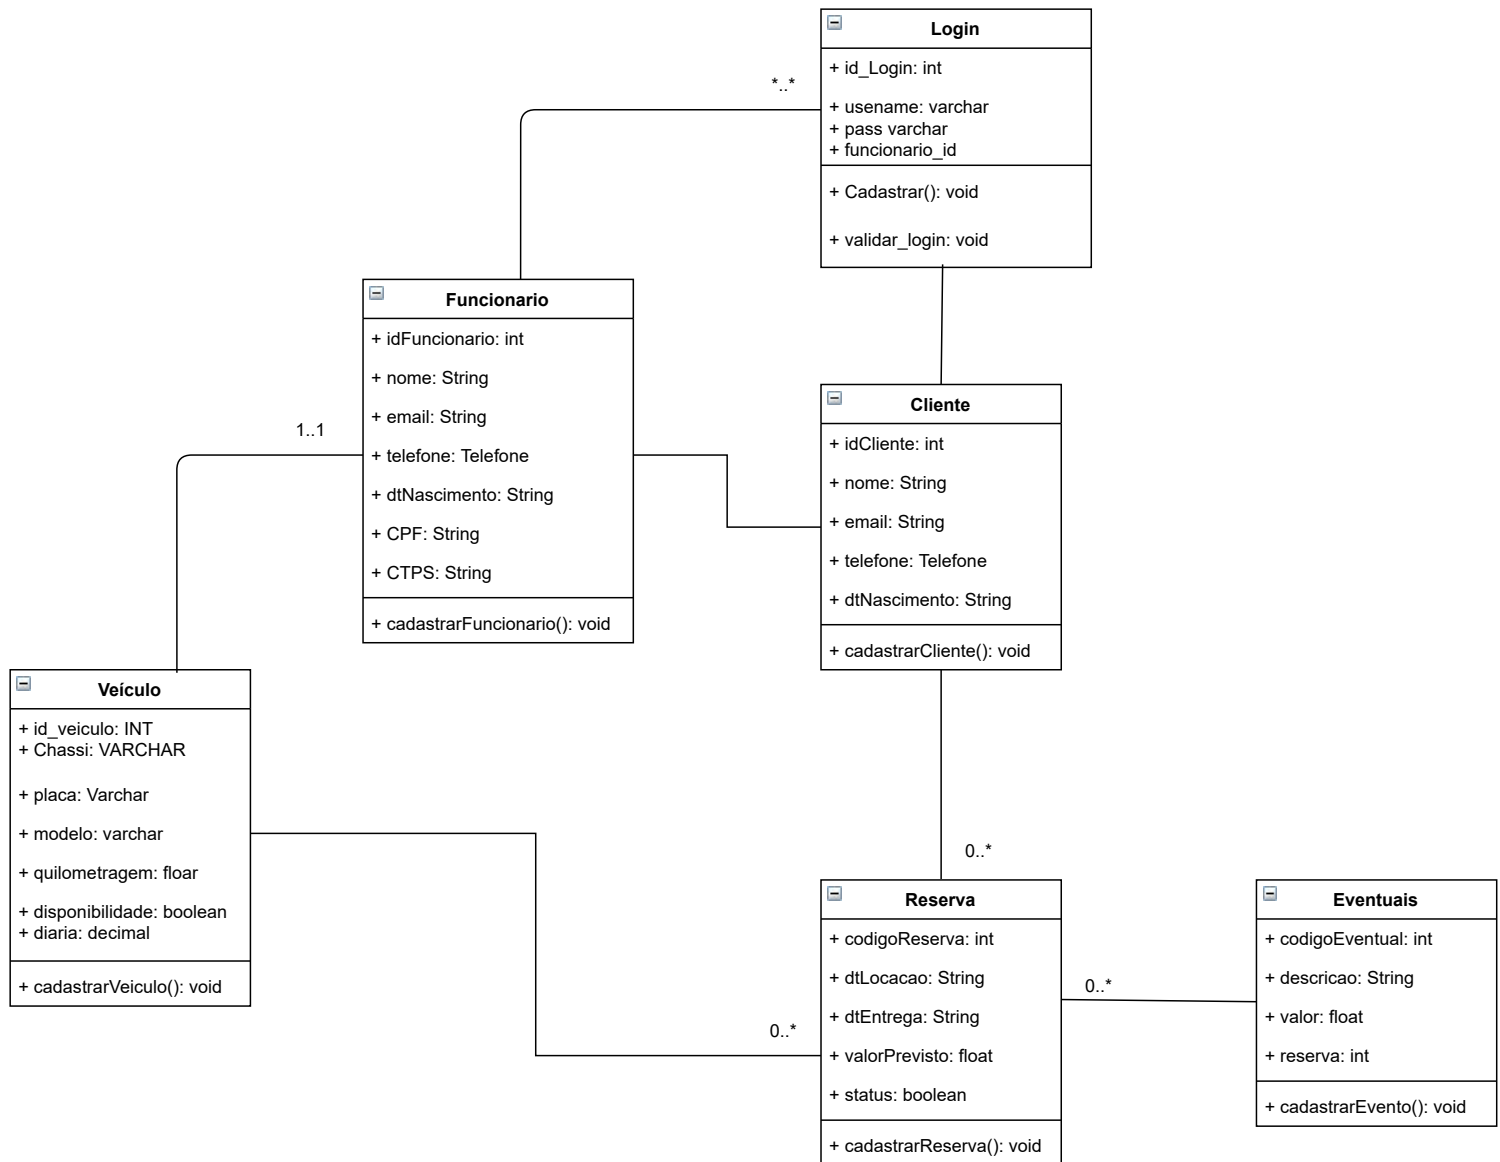 Login
+ id_Login: int
+ usename: varchar
+ pass varchar
+ funcionario_id
+ Cadastrar(): void
+ validar_login: void
*..*
Funcionario
+ idFuncionario: int
+ nome: String
+ email: String
+ telefone: Telefone
+ dtNascimento: String
+ CPF: String
+ CTPS: String
+ cadastrarFuncionario(): void
1..1
Cliente
+ idCliente: int
+ nome: String
+ email: String
+ telefone: Telefone
+ dtNascimento: String
+ cadastrarCliente(): void
Veículo
+ id_veiculo: INT
+ Chassi: VARCHAR
+ placa: Varchar
+ modelo: varchar
+ quilometragem: floar
+ disponibilidade: boolean
+ diaria: decimal
+ cadastrarVeiculo(): void
0..*
0..*
Reserva
+ codigoReserva: int
+ dtLocacao: String
+ dtEntrega: String
+ valorPrevisto: float
+ status: boolean
+ cadastrarReserva(): void
0..*
Eventuais
+ codigoEventual: int
+ descricao: String
+ valor: float
+ reserva: int
+ cadastrarEvento(): void